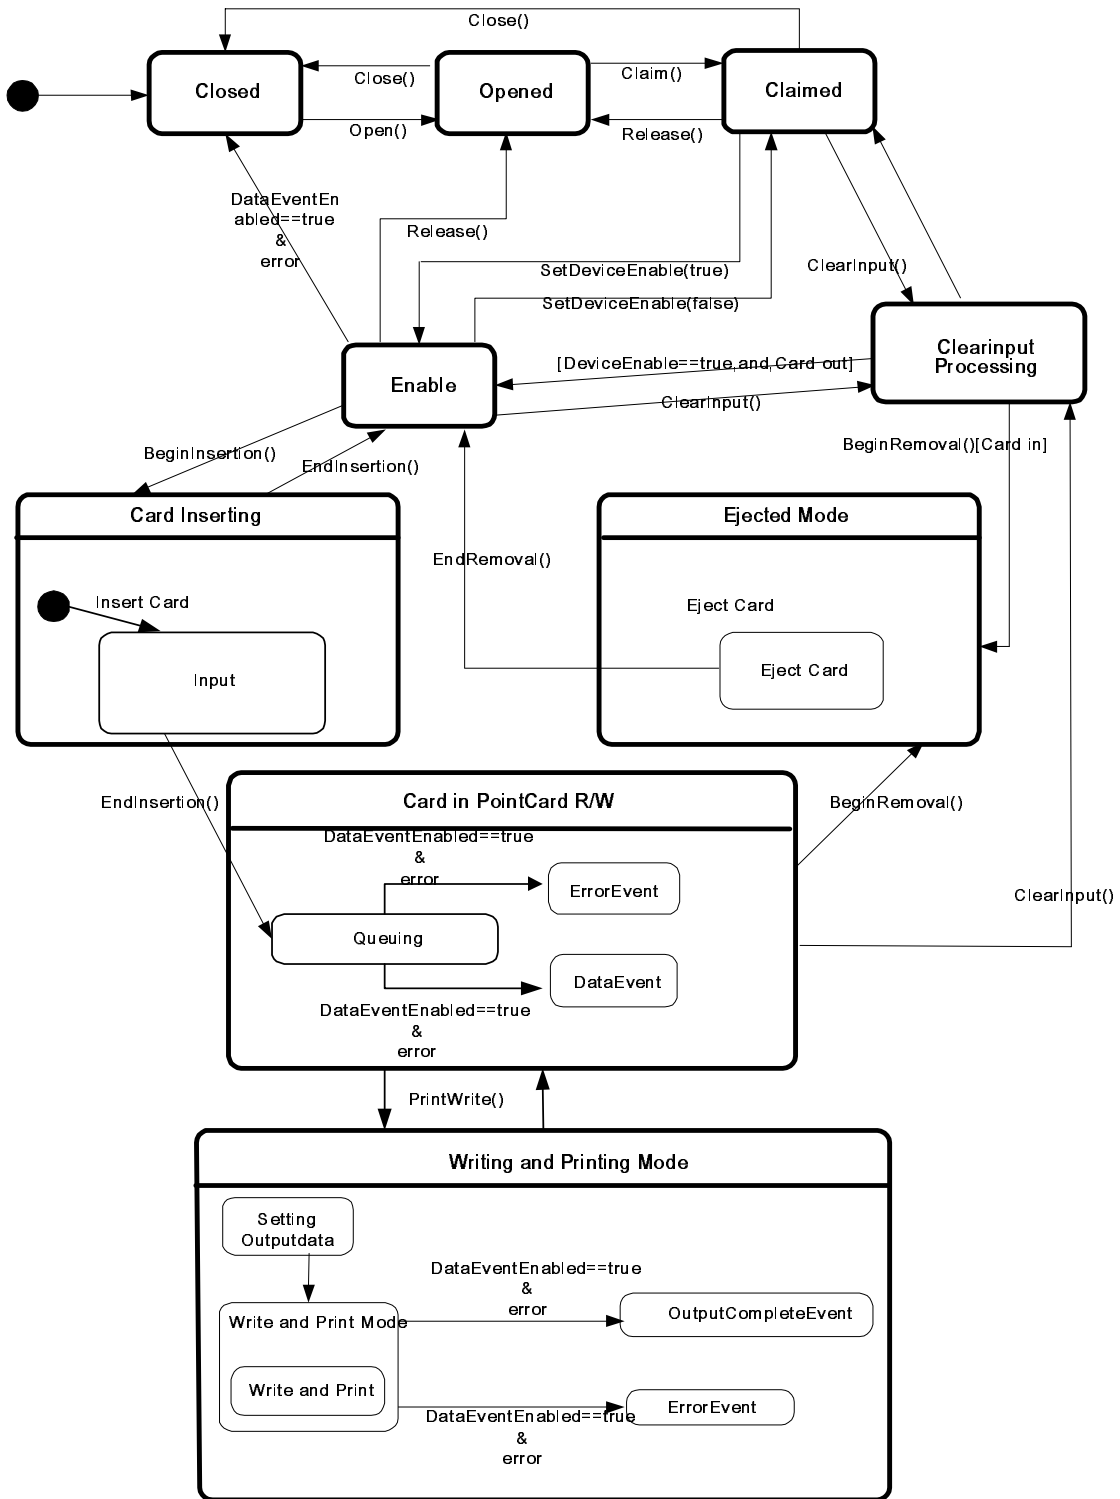 Close()
Closed
Opened
Claimed
Close()
Claim()
Open()
Release()
DataEventEn
abled==true
&
error
Release()
SetDeviceEnable(true)
ClearInput()
SetDeviceEnable(false)
Clearinput
Processing
Enable
[DeviceEnable==true,and,Card out]
ClearInput()
BeginInsertion()
EndInsertion()
BeginRemoval()[Card in]
Card Inserting
Ejected Mode
EndRemoval()
Insert Card
Eject Card
Input
Eject Card
EndInsertion()
Card in PointCard R/W
BeginRemoval()
DataEventEnabled==true
&
error
ErrorEvent
ClearInput()
Queuing
DataEvent
DataEventEnabled==true
&
error
PrintWrite()
Writing and Printing Mode
Setting
Outputdata
DataEventEnabled==true
&
error
OutputCompleteEvent
Write and Print Mode
Write and Print
ErrorEvent
DataEventEnabled==true
&
error